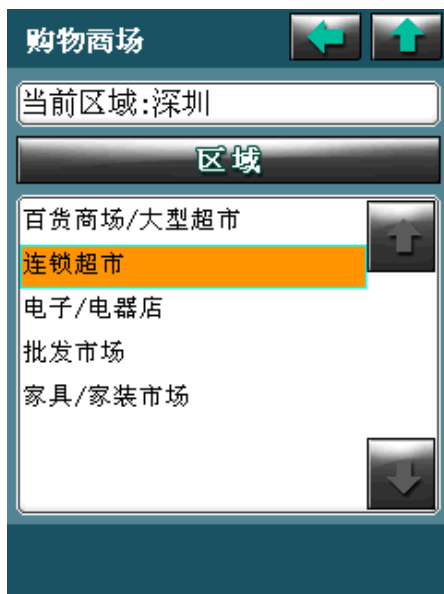 购物商场
当前区域:深圳
区域
百货商场/大型超市
连锁超市
电子/电器店
批发市场
家具/家装市场